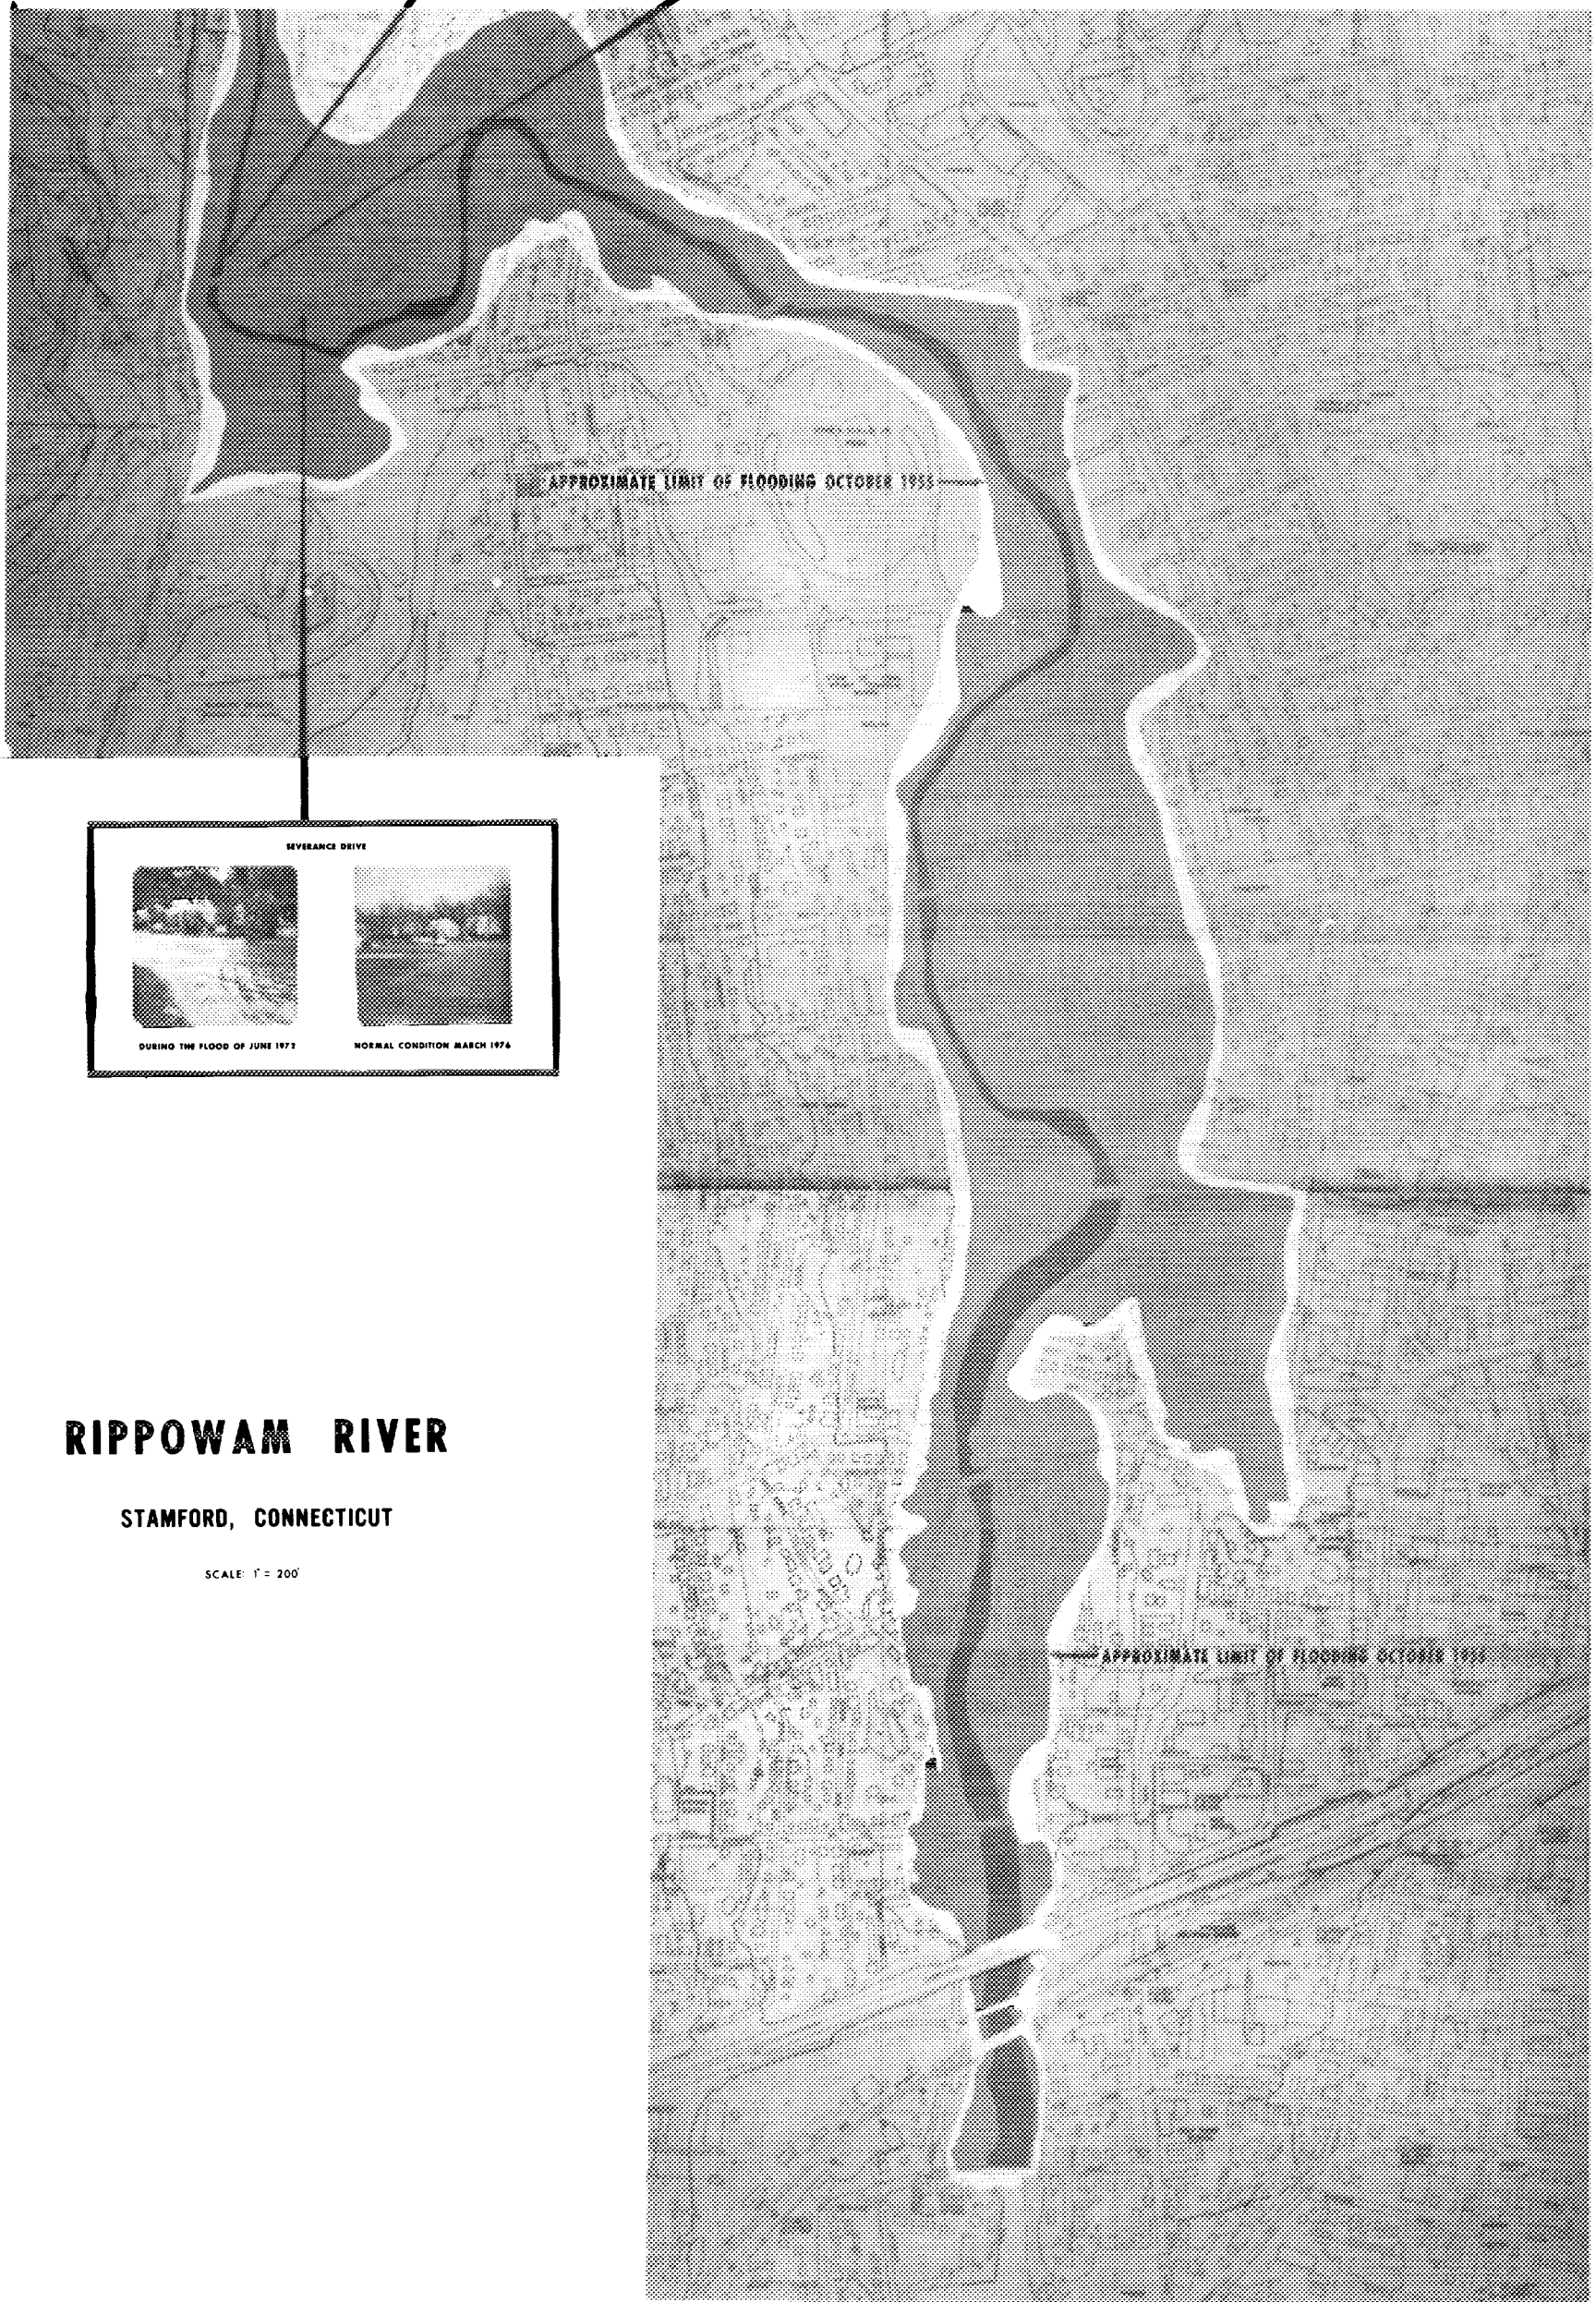 APPROXIMATE LIMIT OF FLOODING OCTOBER 1955
SEVERANCE DRIVE
DURING THE FLOOD OF JUNE 1972
NORMAL CONDITION MARCH 1976
RIPPOWAM RIVER
STAMFORD, CONNECTICUT
SCALE: 1" = 200'
APPROXIMATE LIMIT OF FLOODING OCTOBER 1955